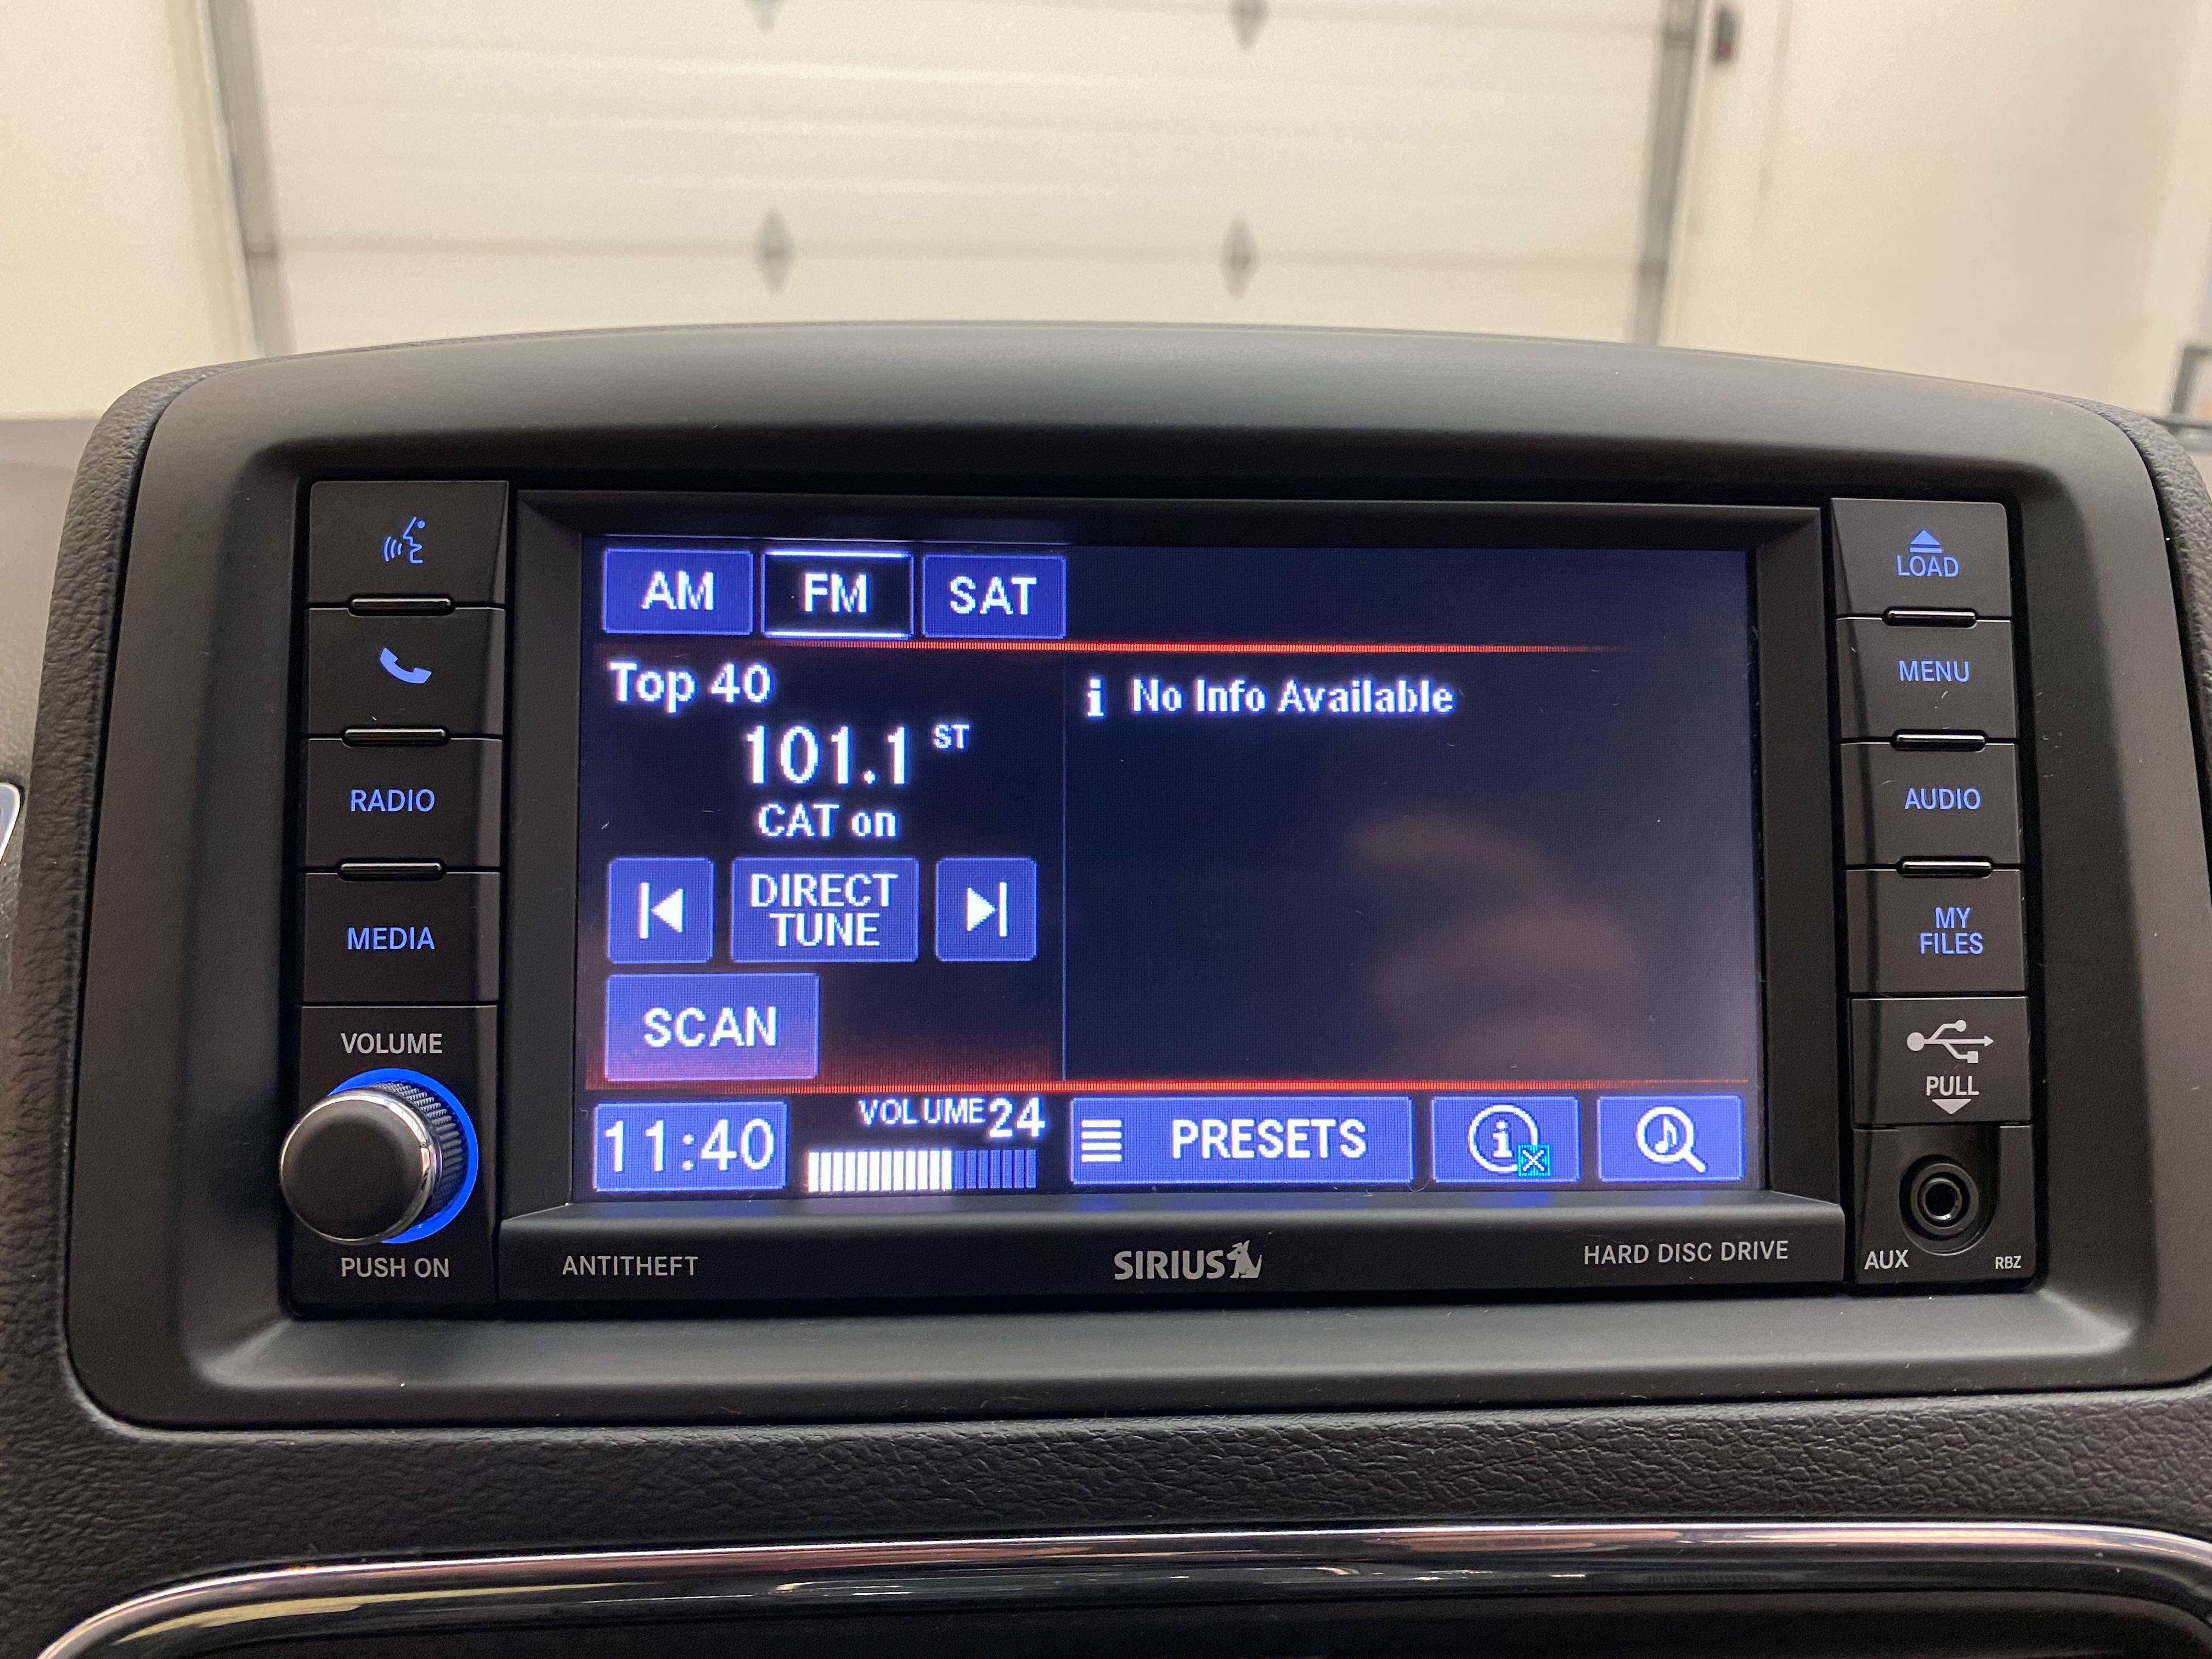 AM FM SAT
Top 40
101.1 ST
CAT on
DIRECT
TUNE
SCAN
i No Info Available
11:40 VOLUME 24 PRESETS i
RADIO
MEDIA
VOLUME
PUSH ON
LOAD
MENU
AUDIO
MY
FILES
PULL
AUX RBZ
ANTITHEFT SIRIUS HARD DISC DRIVE